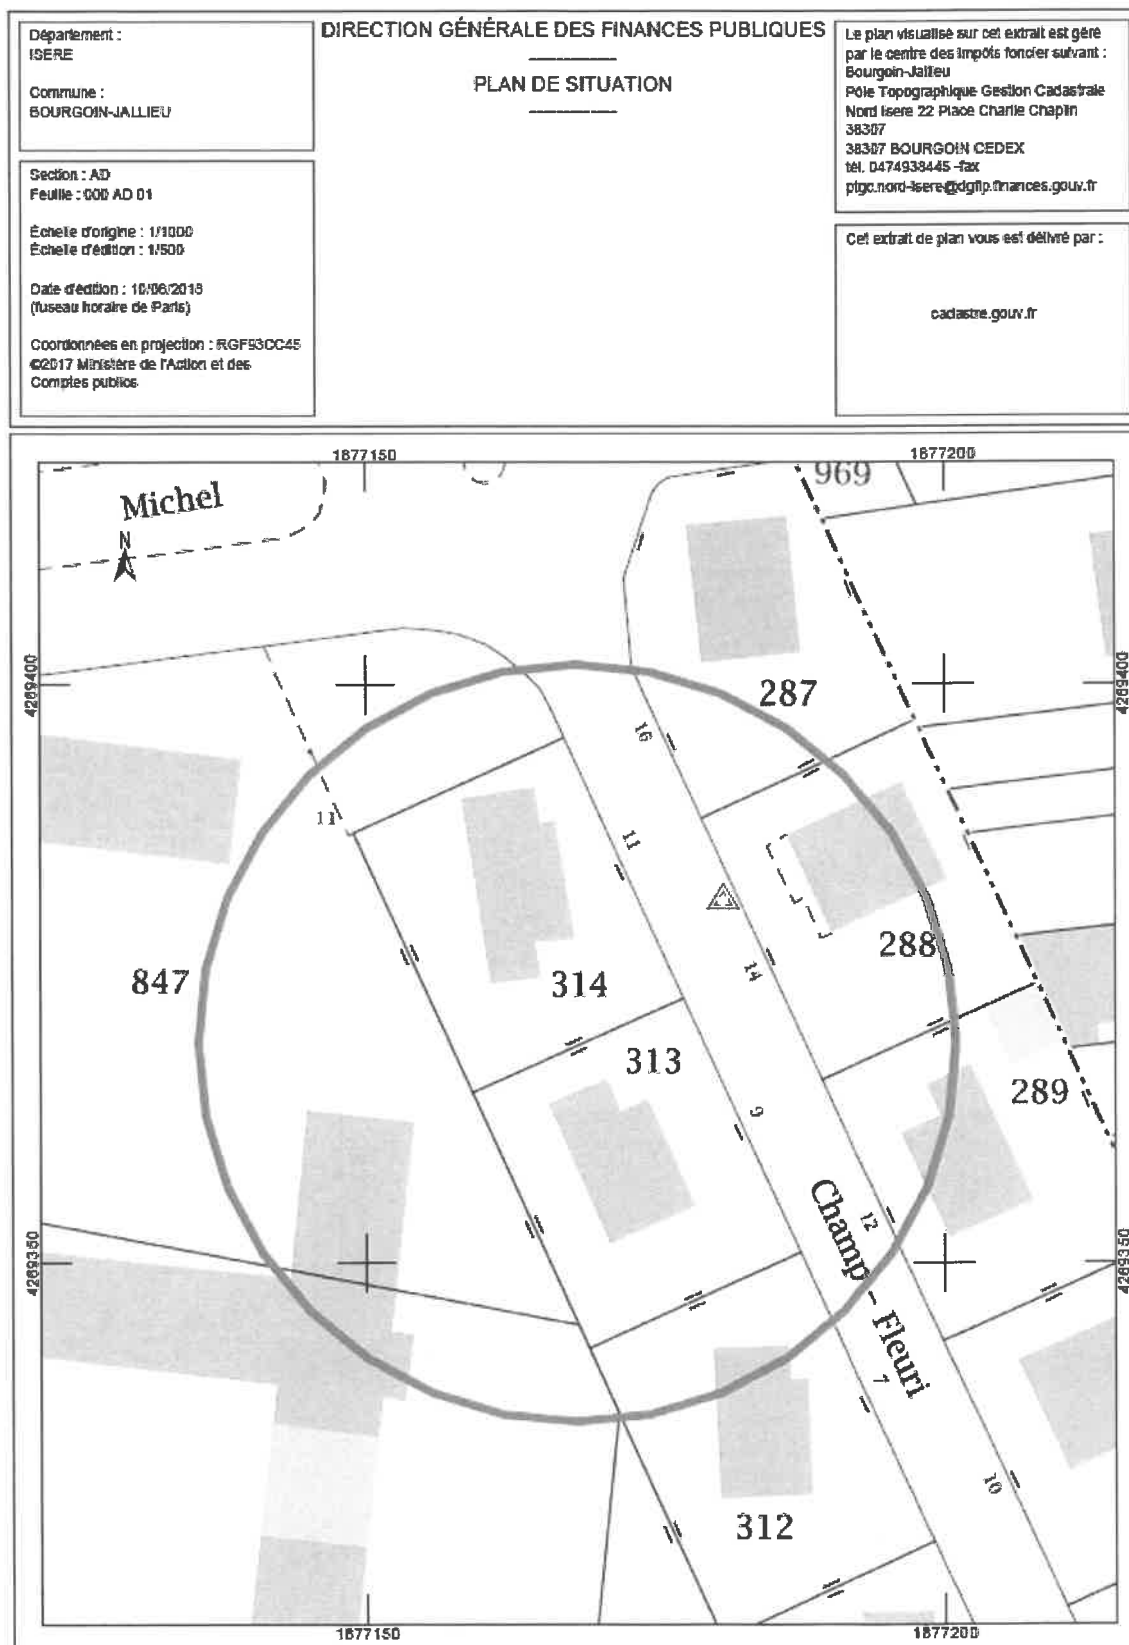 Département :
ISERE
Commune :
BOURGOIN-JALLIEU
Section : AD
Feuille : 000 AD 01
Échelle d'origine : 1/1000
Échelle d'édition : 1/500
Date d'édition : 10/06/2018
(fuseau horaire de Paris)
Coordonnées en projection : RGF93CC45
©2017 Ministère de l'Action et des
Comptes publics
DIRECTION GÉNÉRALE DES FINANCES PUBLIQUES
PLAN DE SITUATION
Le plan visualisé sur cet extrait est géré
par le centre des impôts foncier suivant :
Bourgoin-Jallieu
Pôle Topographique Gestion Cadastrale
Nord Isere 22 Place Charlie Chaplin
38307
38307 BOURGOIN CEDEX
tél. 0474938445 -fax
ptgc.nord-isere@dgfip.finances.gouv.fr
Cet extrait de plan vous est délivré par :
cadastre.gouv.fr
1877150
1877200
Michel
N
969
4269400
4269400
287
16
11
11
288
847
314
14
313
289
9
12
Champ - Fleuri
4269350
4269350
7
10
312
1877150
1877200